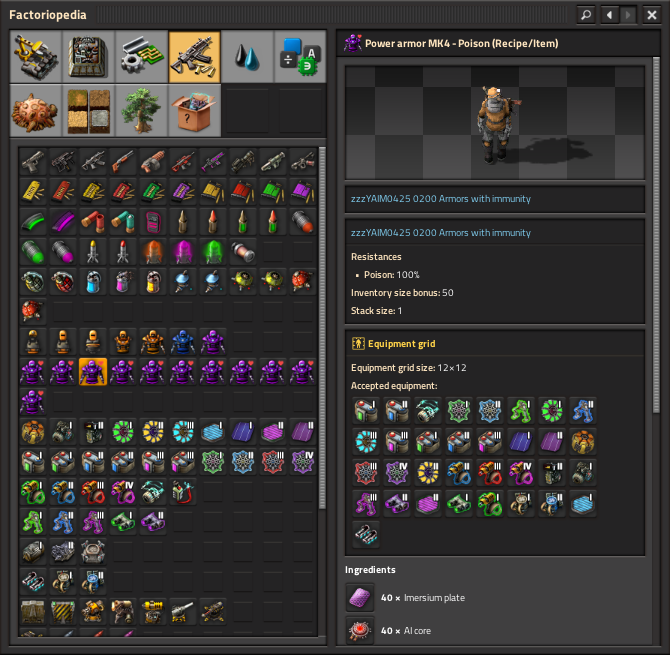 Factoriopedia
Power armor MK4 - Poison (Recipe/Item)
zzzYAIM0425 0200 Armors with immunity
zzzYAIM0425 0200 Armors with immunity
Resistances
• Poison: 100%
Inventory size bonus: 50
Stack size: 1
Equipment grid
Equipment grid size: 12×12
Accepted equipment:
Ingredients
40 × Imersium plate
40 × AI core